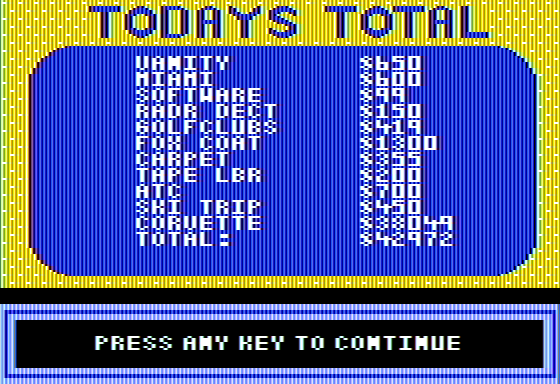 TODAYS TOTAL
VANITY $650
MIAMI $600
SOFTWARE $99
RADR DECT $150
GOLFCLUBS $419
FOX COAT $1300
CARPET $355
TAPE LBR $200
ATC $700
SKI TRIP $450
CORVETTE $38049
TOTAL: $42972
PRESS ANY KEY TO CONTINUE